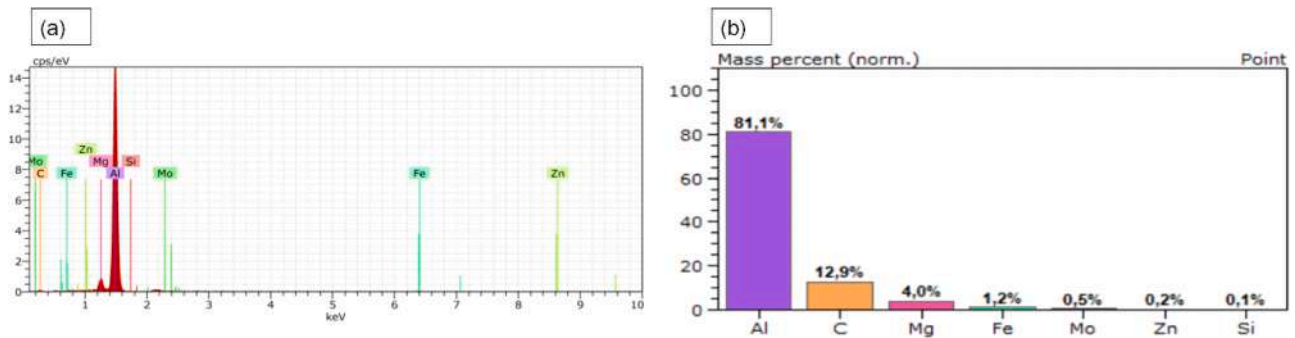 (a)
cps/eV
14
12
10
8
6
4
2
0
Mo
C
Fe
Zn
Mg
Al
Si
Mo
Fe
Zn
1 2 3 4 5 6 7 8 9 10
keV
(b)
Mass percent (norm.) Point
100
80
60
40
20
0
81,1%
12,9%
4,0%
1,2%
0,5%
0,2%
0,1%
Al C Mg Fe Mo Zn Si